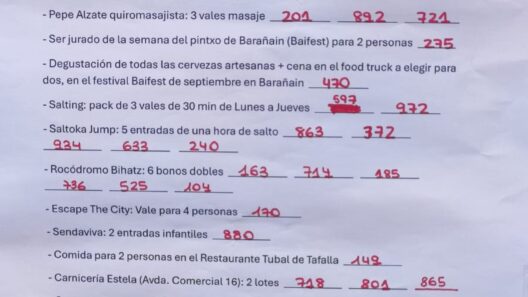 - Pepe Alzate quiromasajista: 3 vales masaje 201 892 721
- Ser jurado de la semana del pintxo de Barañain (Baifest) para 2 personas 275
- Degustación de todas las cervezas artesanas + cena en el food truck a elegir para
dos, en el festival Baifest de septiembre en Barañain 470
- Salting: pack de 3 vales de 30 min de Lunes a Jueves 597 972
- Saltoka Jump: 5 entradas de una hora de salto 863 372
934 633 240
- Rocódromo Bihatz: 6 bonos dobles 163 714 185
736 525 104
- Escape The City: Vale para 4 personas 170
- Sendaviva: 2 entradas infantiles 880
- Comida para 2 personas en el Restaurante Tubal de Tafalla 149
- Carnicería Estela (Avda. Comercial 16): 2 lotes 718 801 865